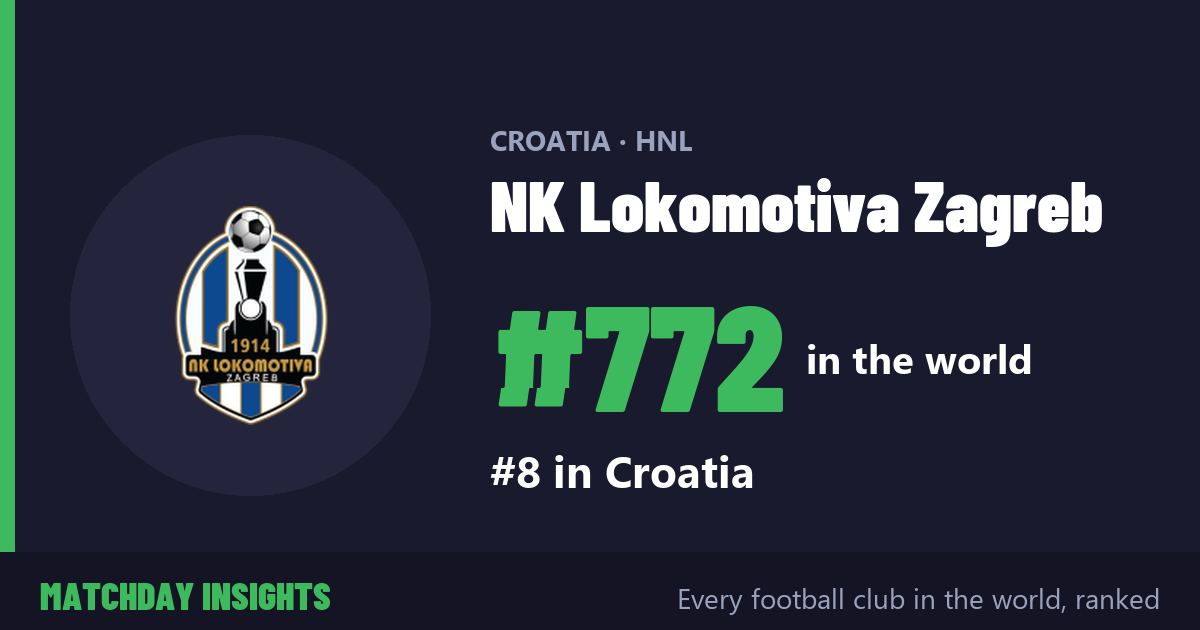 CROATIA · HNL
NK Lokomotiva Zagreb
#772 in the world
#8 in Croatia
1914
NK LOKOMOTIVA
ZAGREB
MATCHDAY INSIGHTS
Every football club in the world, ranked